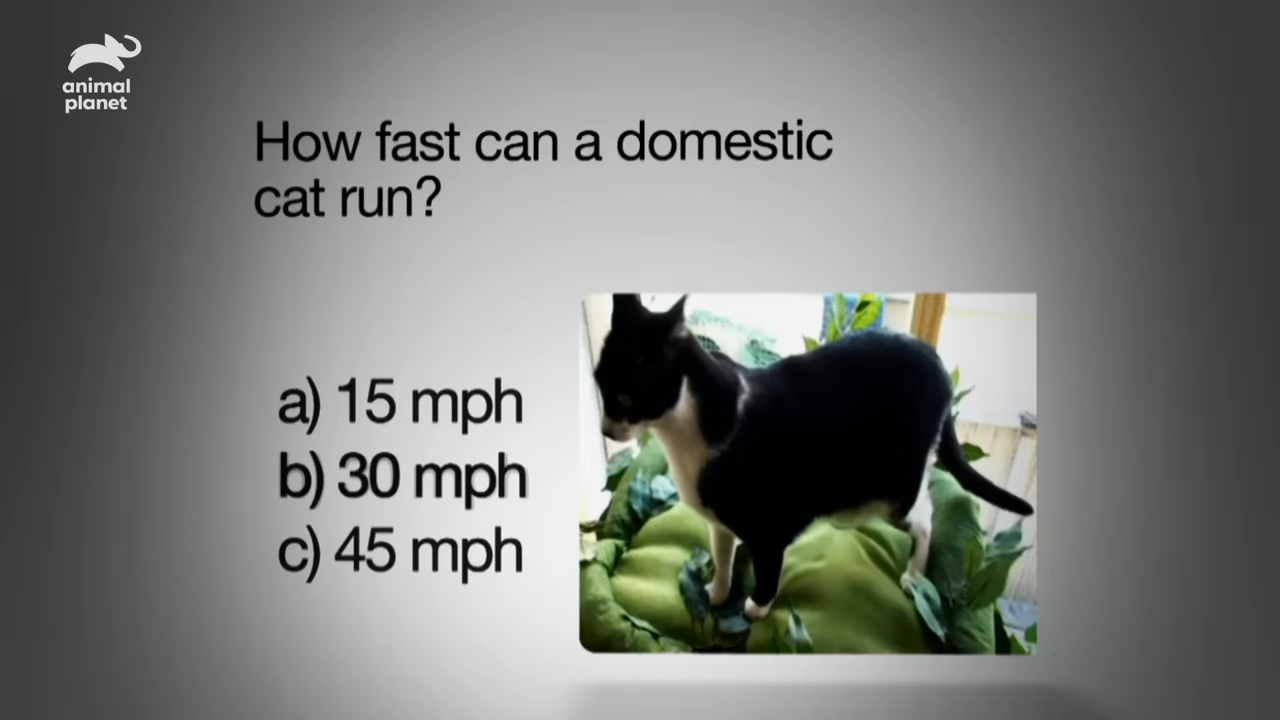 animal
planet
How fast can a domestic
cat run?
a) 15 mph
b) 30 mph
c) 45 mph